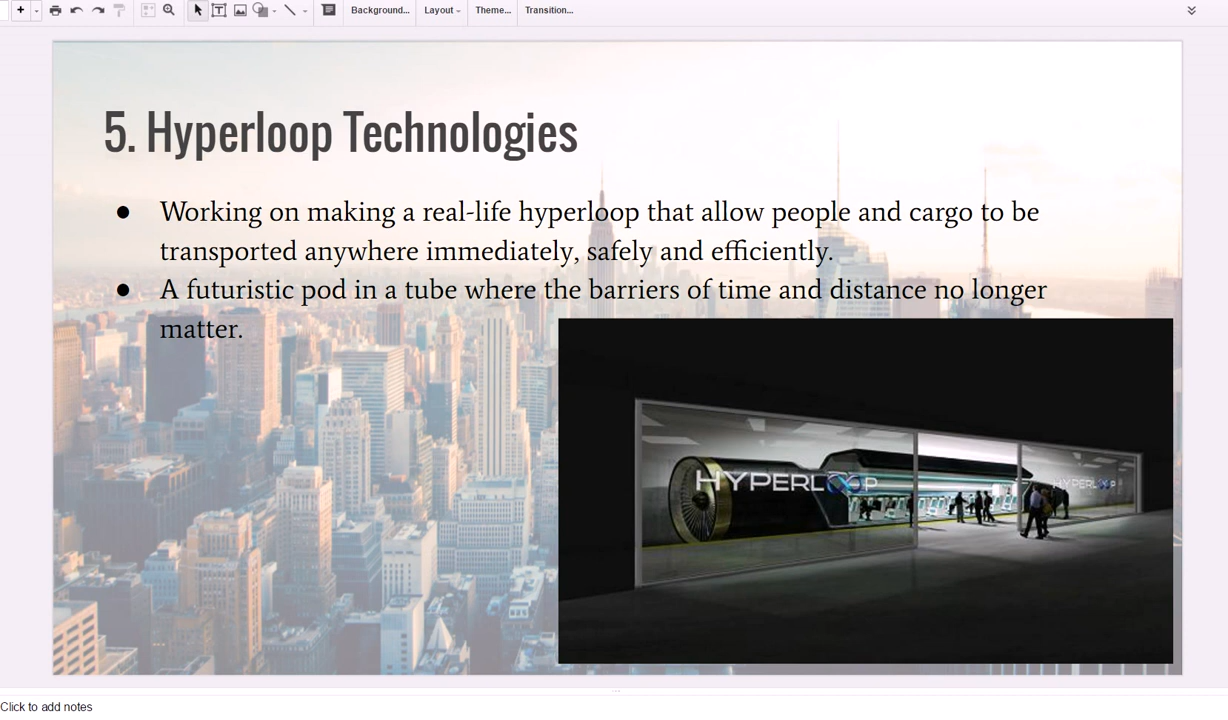 Background... Layout Theme... Transition...
5. Hyperloop Technologies
● Working on making a real-life hyperloop that allow people and cargo to be
transported anywhere immediately, safely and efficiently.
● A futuristic pod in a tube where the barriers of time and distance no longer
matter.
HYPERLOOP HYPERLOOP
Click to add notes